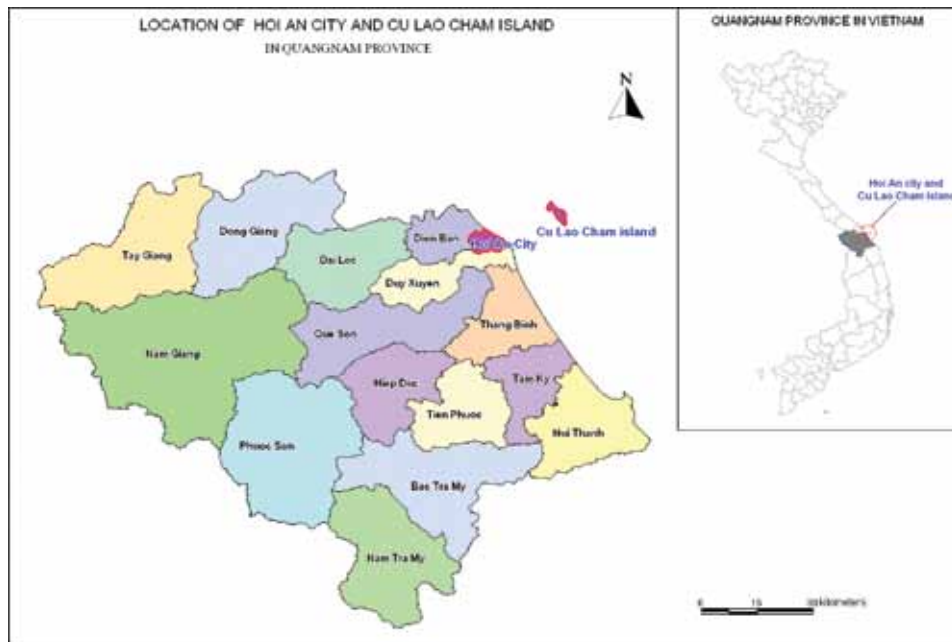 LOCATION OF HOI AN CITY AND CU LAO CHAM ISLAND
IN QUANGNAM PROVINCE
N
Tay Giang
Dong Giang
Dai Loc
Dien Ban
Hoi An City
Cu Lao Cham island
Duy Xuyen
Nam Giang
Que Son
Thang Binh
Hiep Duc
Tam Ky
Tien Phuoc
Nui Thanh
Phuoc Son
Bac Tra My
Nam Tra My
0 15 30 kilometers
QUANGNAM PROVINCE IN VIETNAM
Hoi An city and
Cu Lao Cham island